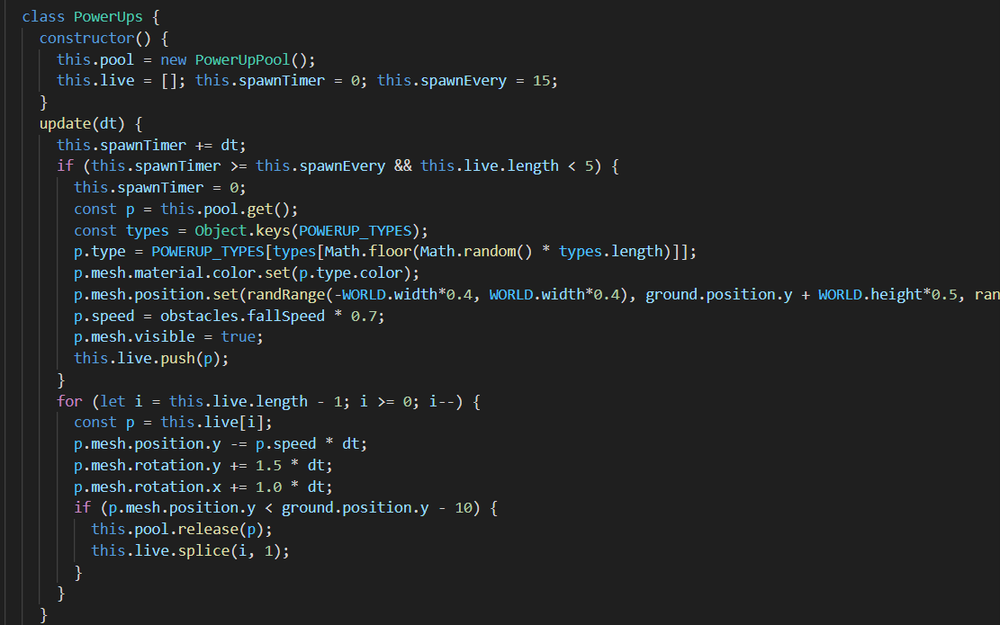 class PowerUps {
  constructor() {
    this.pool = new PowerUpPool();
    this.live = []; this.spawnTimer = 0; this.spawnEvery = 15;
  }
  update(dt) {
    this.spawnTimer += dt;
    if (this.spawnTimer >= this.spawnEvery && this.live.length < 5) {
      this.spawnTimer = 0;
      const p = this.pool.get();
      const types = Object.keys(POWERUP_TYPES);
      p.type = POWERUP_TYPES[types[Math.floor(Math.random() * types.length)]];
      p.mesh.material.color.set(p.type.color);
      p.mesh.position.set(randRange(-WORLD.width*0.4, WORLD.width*0.4), ground.position.y + WORLD.height*0.5, ran
      p.speed = obstacles.fallSpeed * 0.7;
      p.mesh.visible = true;
      this.live.push(p);
    }
    for (let i = this.live.length - 1; i >= 0; i--) {
      const p = this.live[i];
      p.mesh.position.y -= p.speed * dt;
      p.mesh.rotation.y += 1.5 * dt;
      p.mesh.rotation.x += 1.0 * dt;
      if (p.mesh.position.y < ground.position.y - 10) {
        this.pool.release(p);
        this.live.splice(i, 1);
      }
    }
  }